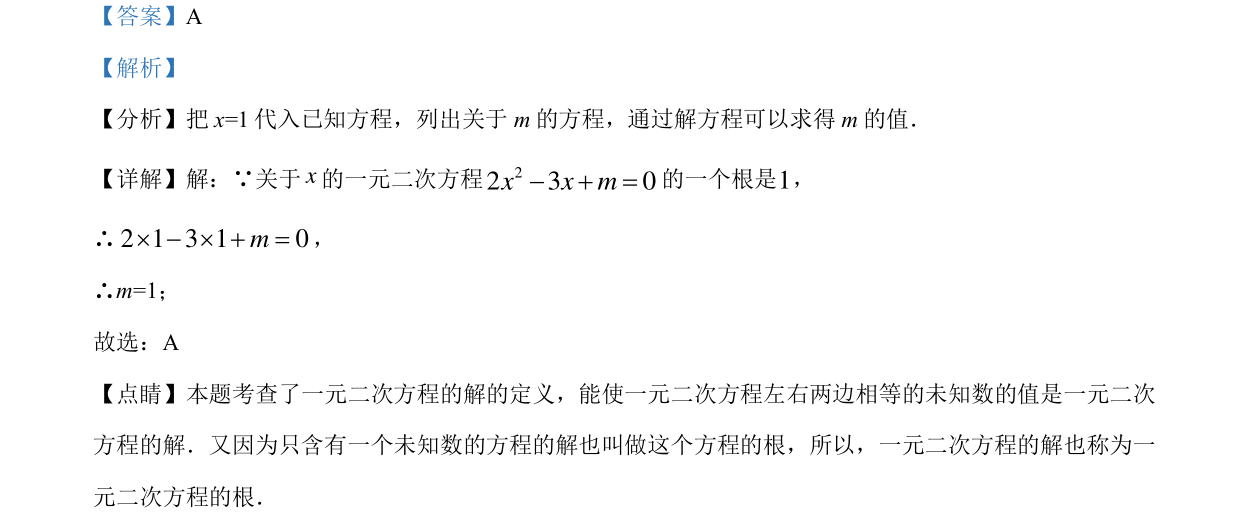 【答案】A
【解析】
【分析】把 x=1 代入已知方程，列出关于 m 的方程，通过解方程可以求得 m 的值．
【详解】解：∵关于 x 的一元二次方程 2x² −3x+m=0 的一个根是1，
∴ 2×1−3×1+m=0，
∴m=1；
故选：A
【点睛】本题考查了一元二次方程的解的定义，能使一元二次方程左右两边相等的未知数的值是一元二次
方程的解．又因为只含有一个未知数的方程的解也叫做这个方程的根，所以，一元二次方程的解也称为一
元二次方程的根．